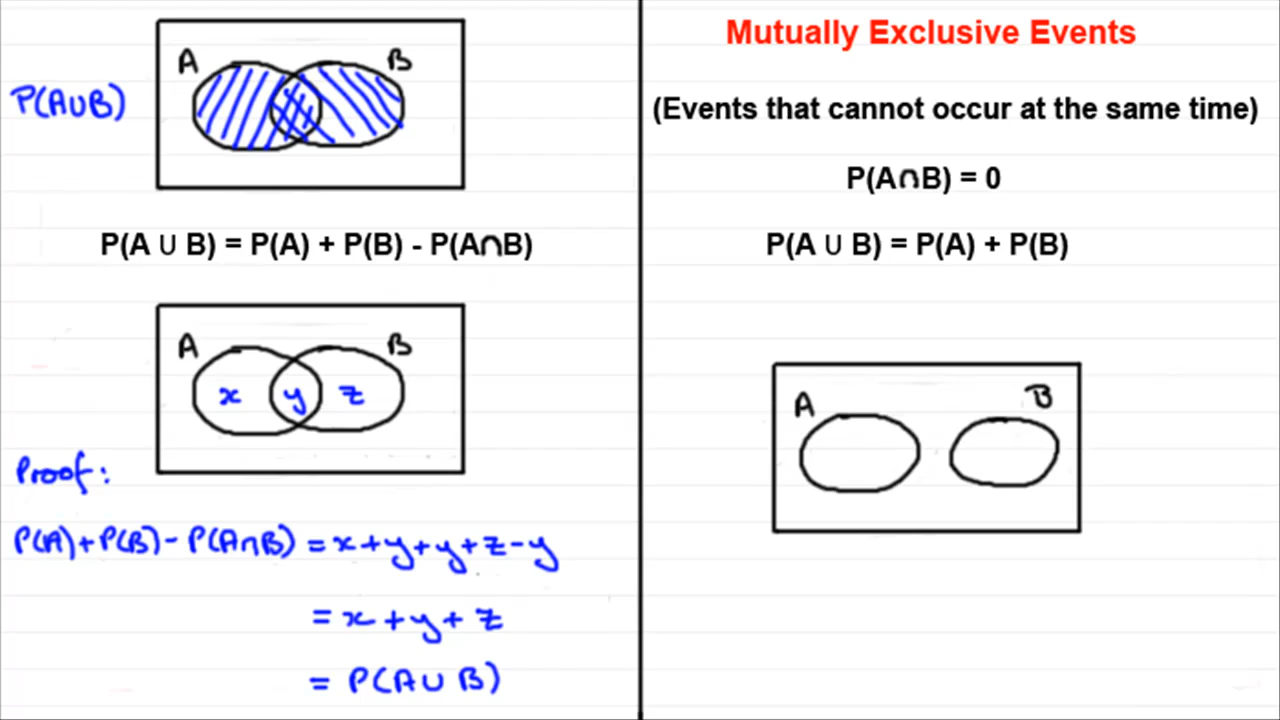 A B
P(A∪B)
P(A ∪ B) = P(A) + P(B) - P(A∩B)
A B
x y z
Proof:
P(A)+P(B)-P(A∩B) = x+y+y+z-y
= x+y+z
= P(A∪B)
Mutually Exclusive Events
(Events that cannot occur at the same time)
P(A∩B) = 0
P(A ∪ B) = P(A) + P(B)
A B